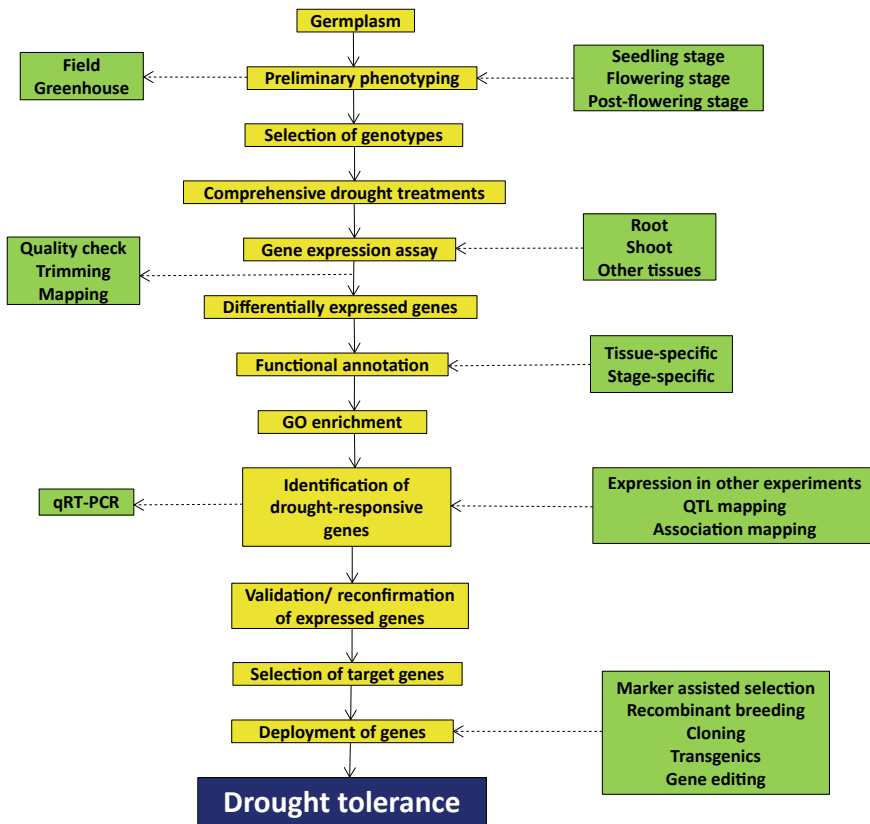 Germplasm
Field
Greenhouse
Preliminary phenotyping
Seedling stage
Flowering stage
Post-flowering stage
Selection of genotypes
Comprehensive drought treatments
Quality check
Trimming
Mapping
Gene expression assay
Root
Shoot
Other tissues
Differentially expressed genes
Functional annotation
Tissue-specific
Stage-specific
GO enrichment
qRT-PCR
Identification of
drought-responsive
genes
Expression in other experiments
QTL mapping
Association mapping
Validation/ reconfirmation
of expressed genes
Selection of target genes
Deployment of genes
Marker assisted selection
Recombinant breeding
Cloning
Transgenics
Gene editing
Drought tolerance